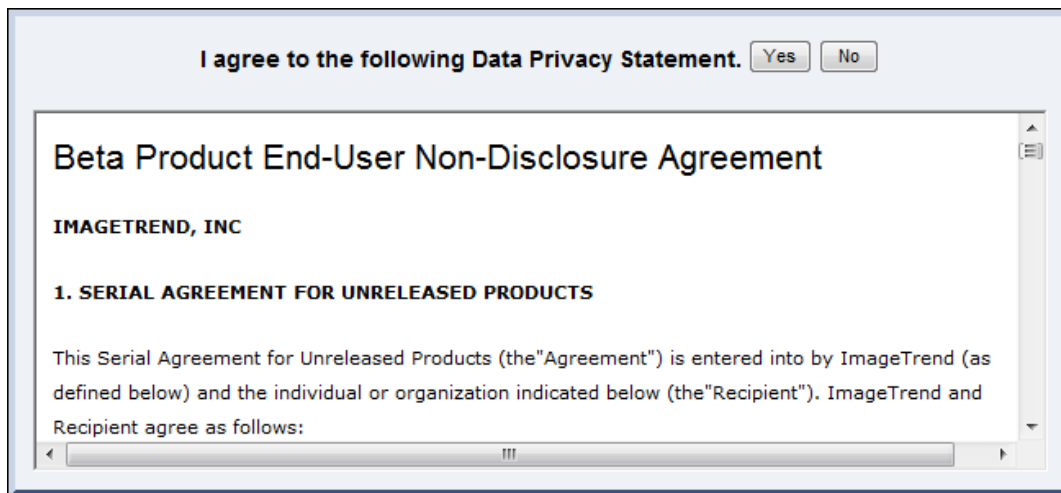 I agree to the following Data Privacy Statement. Yes No
Beta Product End-User Non-Disclosure Agreement
IMAGETREND, INC
1. SERIAL AGREEMENT FOR UNRELEASED PRODUCTS
This Serial Agreement for Unreleased Products (the"Agreement") is entered into by ImageTrend (as
defined below) and the individual or organization indicated below (the"Recipient"). ImageTrend and
Recipient agree as follows: